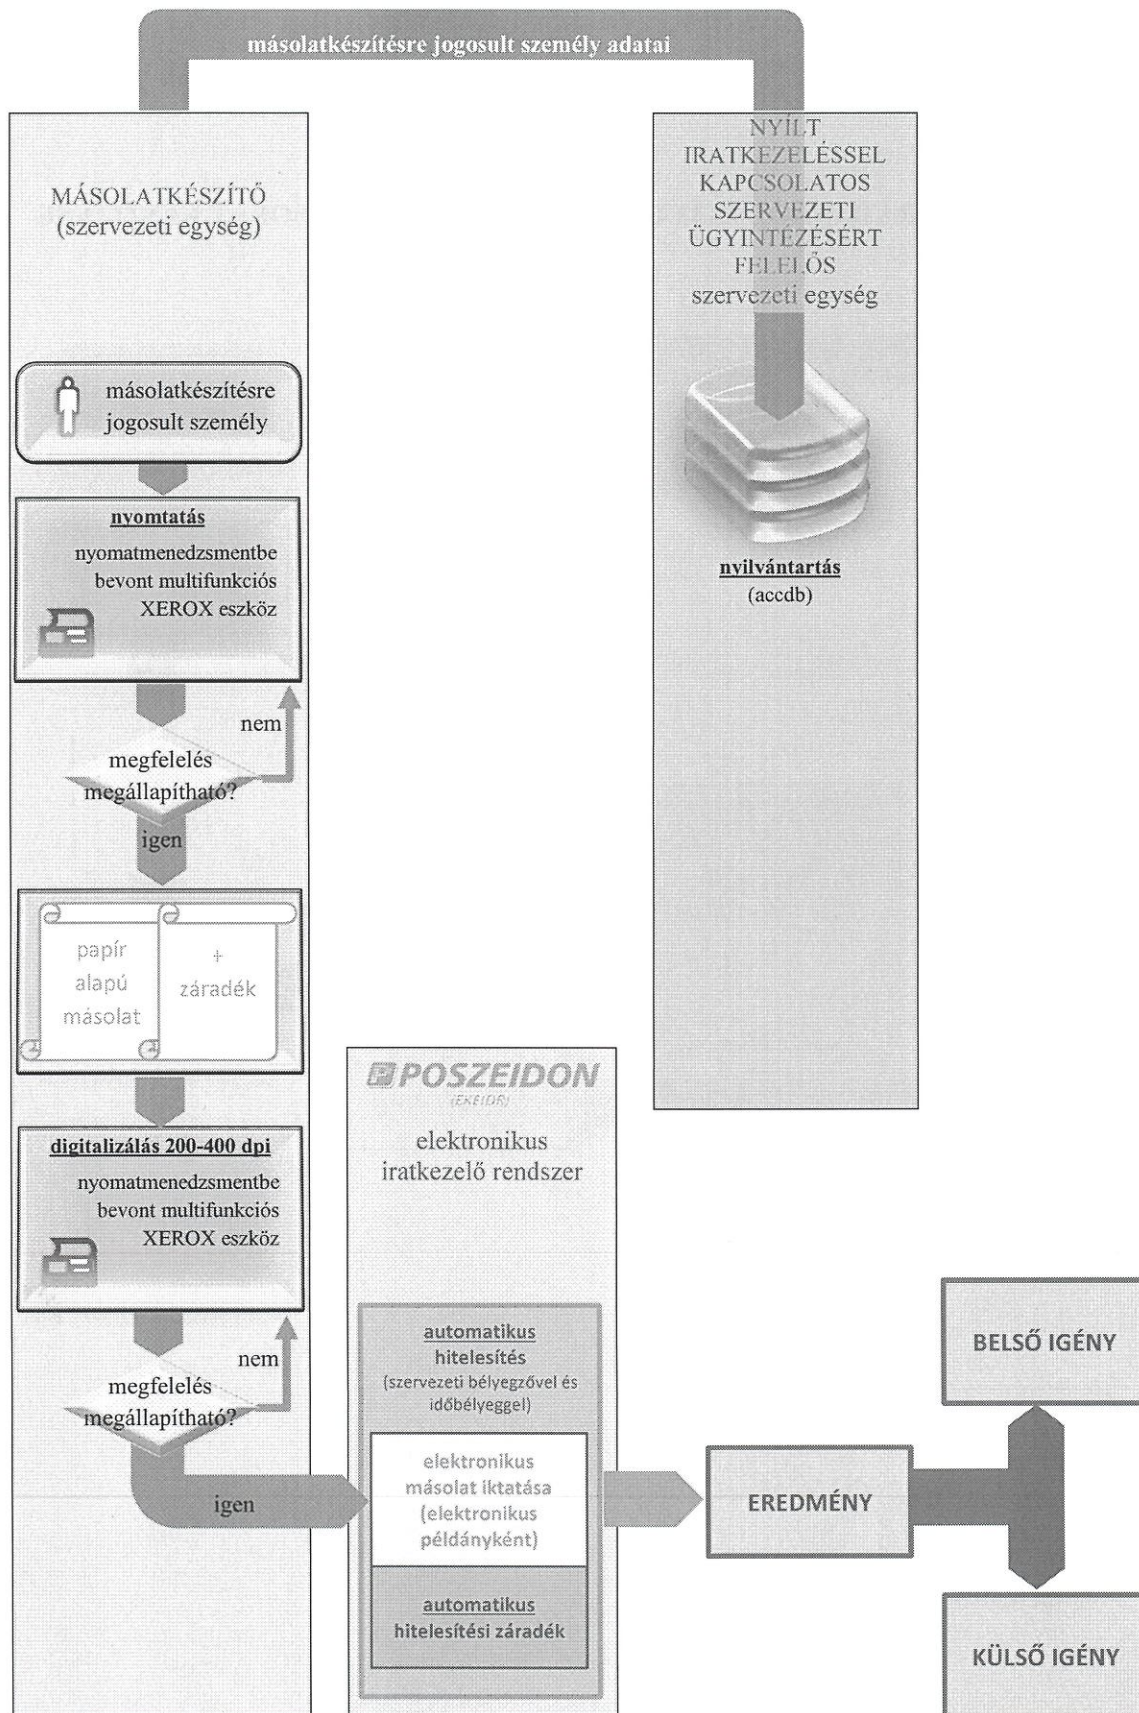 másolatkészítésre jogosult személy adatai
MÁSOLATKÉSZÍTŐ
(szervezeti egység)
NYÍLT
IRATKEZELÉSSEL
KAPCSOLATOS
SZERVEZETI
ÜGYINTÉZÉSÉRT
FELELŐS
szervezeti egység
másolatkészítésre
jogosult személy
nyomtatás
nyomatmenedzsmentbe
bevont multifunkciós
XEROX eszköz
nyilvántartás
(accdb)
nem
megfelelés
megállapítható?
igen
papír
alapú
másolat
+
záradék
digitalizálás 200-400 dpi
nyomatmenedzsmentbe
bevont multifunkciós
XEROX eszköz
nem
megfelelés
megállapítható?
igen
POSZEIDON
(EKEIDR)
elektronikus
iratkezelő rendszer
automatikus
hitelesítés
(szervezeti bélyegzővel és
időbélyeggel)
elektronikus
másolat iktatása
(elektronikus
példányként)
automatikus
hitelesítési záradék
EREDMÉNY
BELSŐ IGÉNY
KÜLSŐ IGÉNY